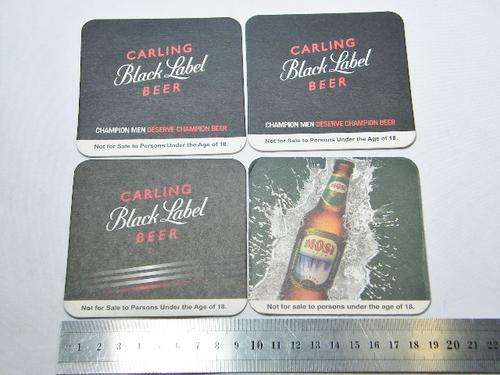 CARLING
Black Label
BEER
CHAMPION MEN DESERVE CHAMPION BEER
Not for Sale to Persons Under the Age of 18.
CARLING
Black Label
BEER
CHAMPION MEN DESERVE CHAMPION BEER
Not for Sale to Persons Under the Age of 18.
CARLING
Black Label
BEER
Not for Sale to Persons Under the Age of 18.
MOSI
Not for sale to persons under the age of 18.
1 2 3 4 5 6 7 8 9 10 11 12 13 14 15 16 17 18 19 20 21 22